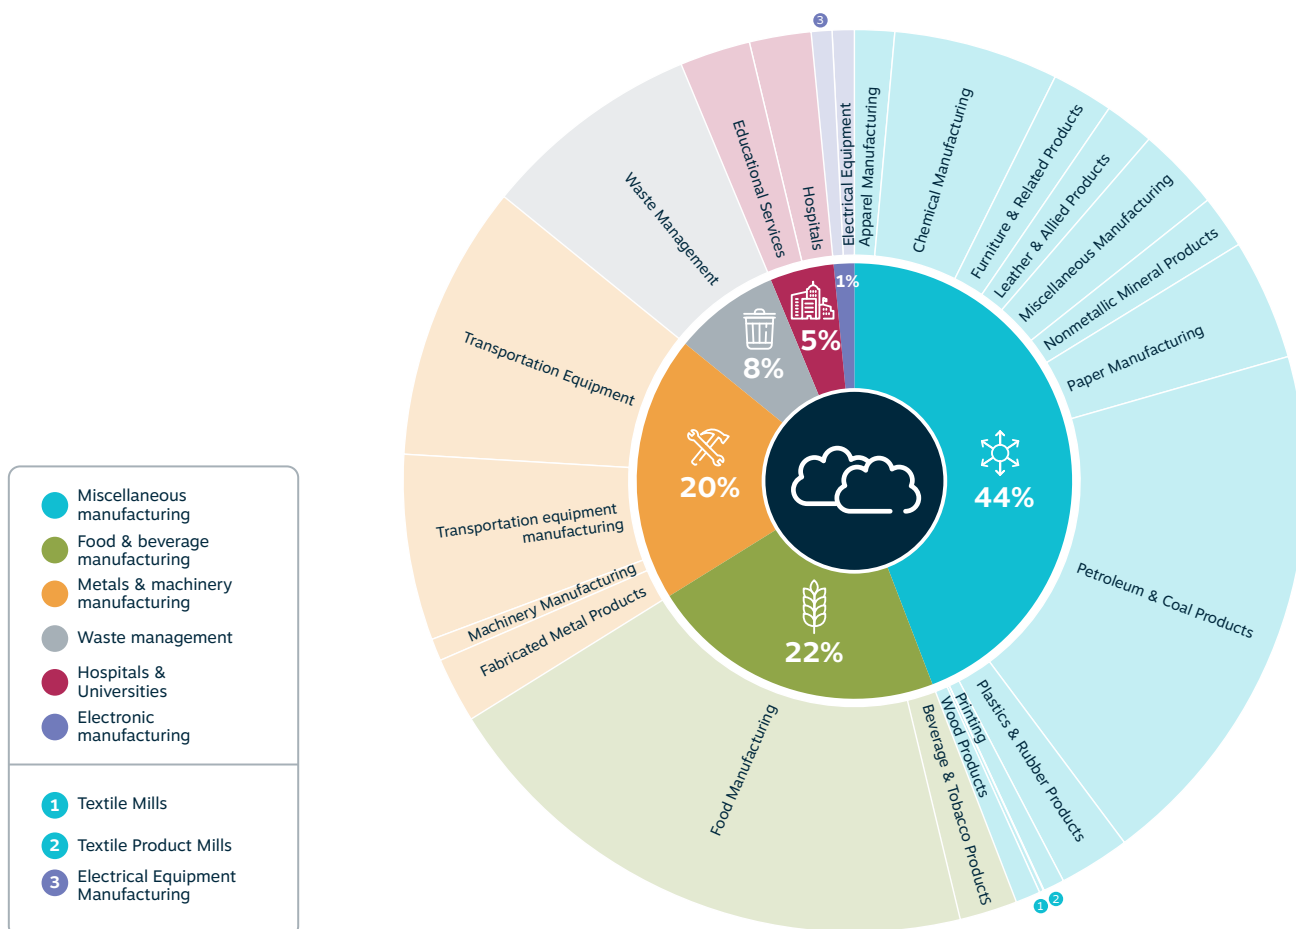 3
Educational Services
Hospitals
Electrical Equipment
Apparel Manufacturing
Chemical Manufacturing
Furniture & Related Products
Leather & Allied Products
Miscellaneous Manufacturing
Nonmetallic Mineral Products
Paper Manufacturing
Petroleum & Coal Products
Plastics & Rubber Products
Printing
Wood Products
2
1
Beverage & Tobacco Products
Food Manufacturing
Fabricated Metal Products
Machinery Manufacturing
Transportation equipment
manufacturing
Transportation Equipment
Waste Management
1%
5%
8%
20%
44%
22%
Miscellaneous
manufacturing
Food & beverage
manufacturing
Metals & machinery
manufacturing
Waste management
Hospitals &
Universities
Electronic
manufacturing
1 Textile Mills
2 Textile Product Mills
3 Electrical Equipment
Manufacturing